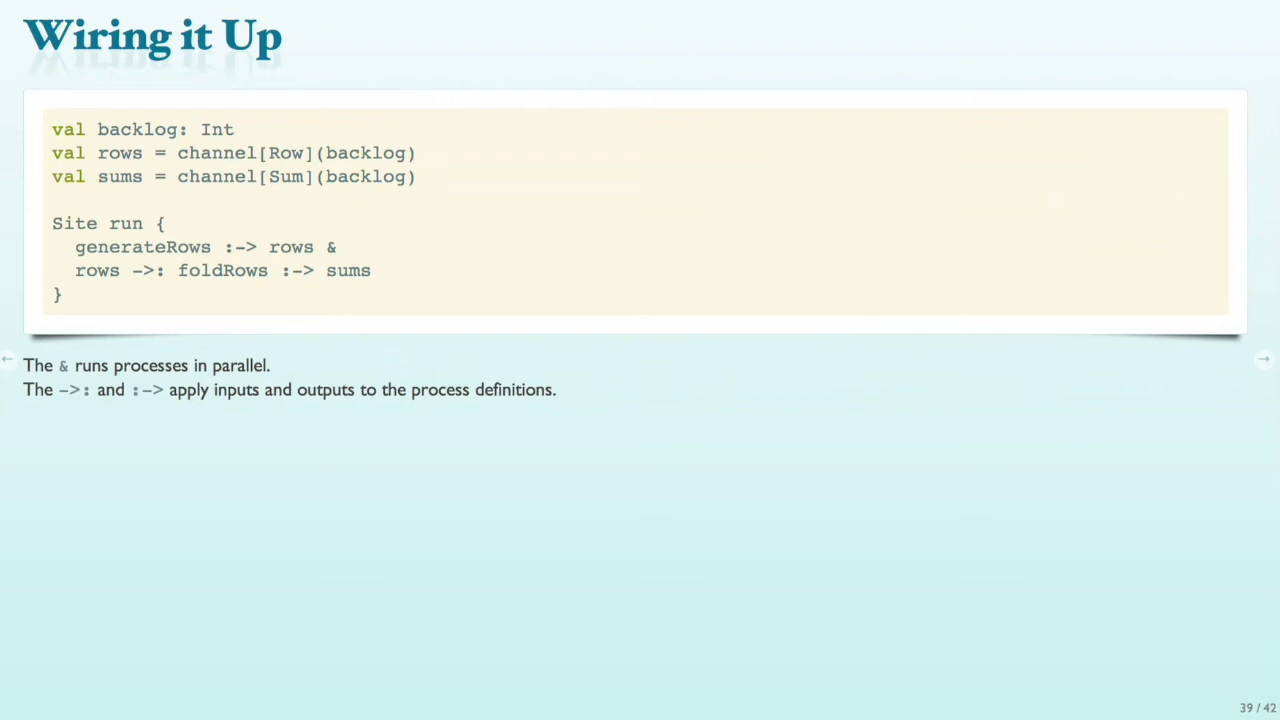 Wiring it Up
val backlog: Int
val rows = channel[Row](backlog)
val sums = channel[Sum](backlog)
Site run {
generateRows :-> rows &
rows ->: foldRows :-> sums
}
The & runs processes in parallel.
The ->: and :-> apply inputs and outputs to the process definitions.
←
→
39 / 42